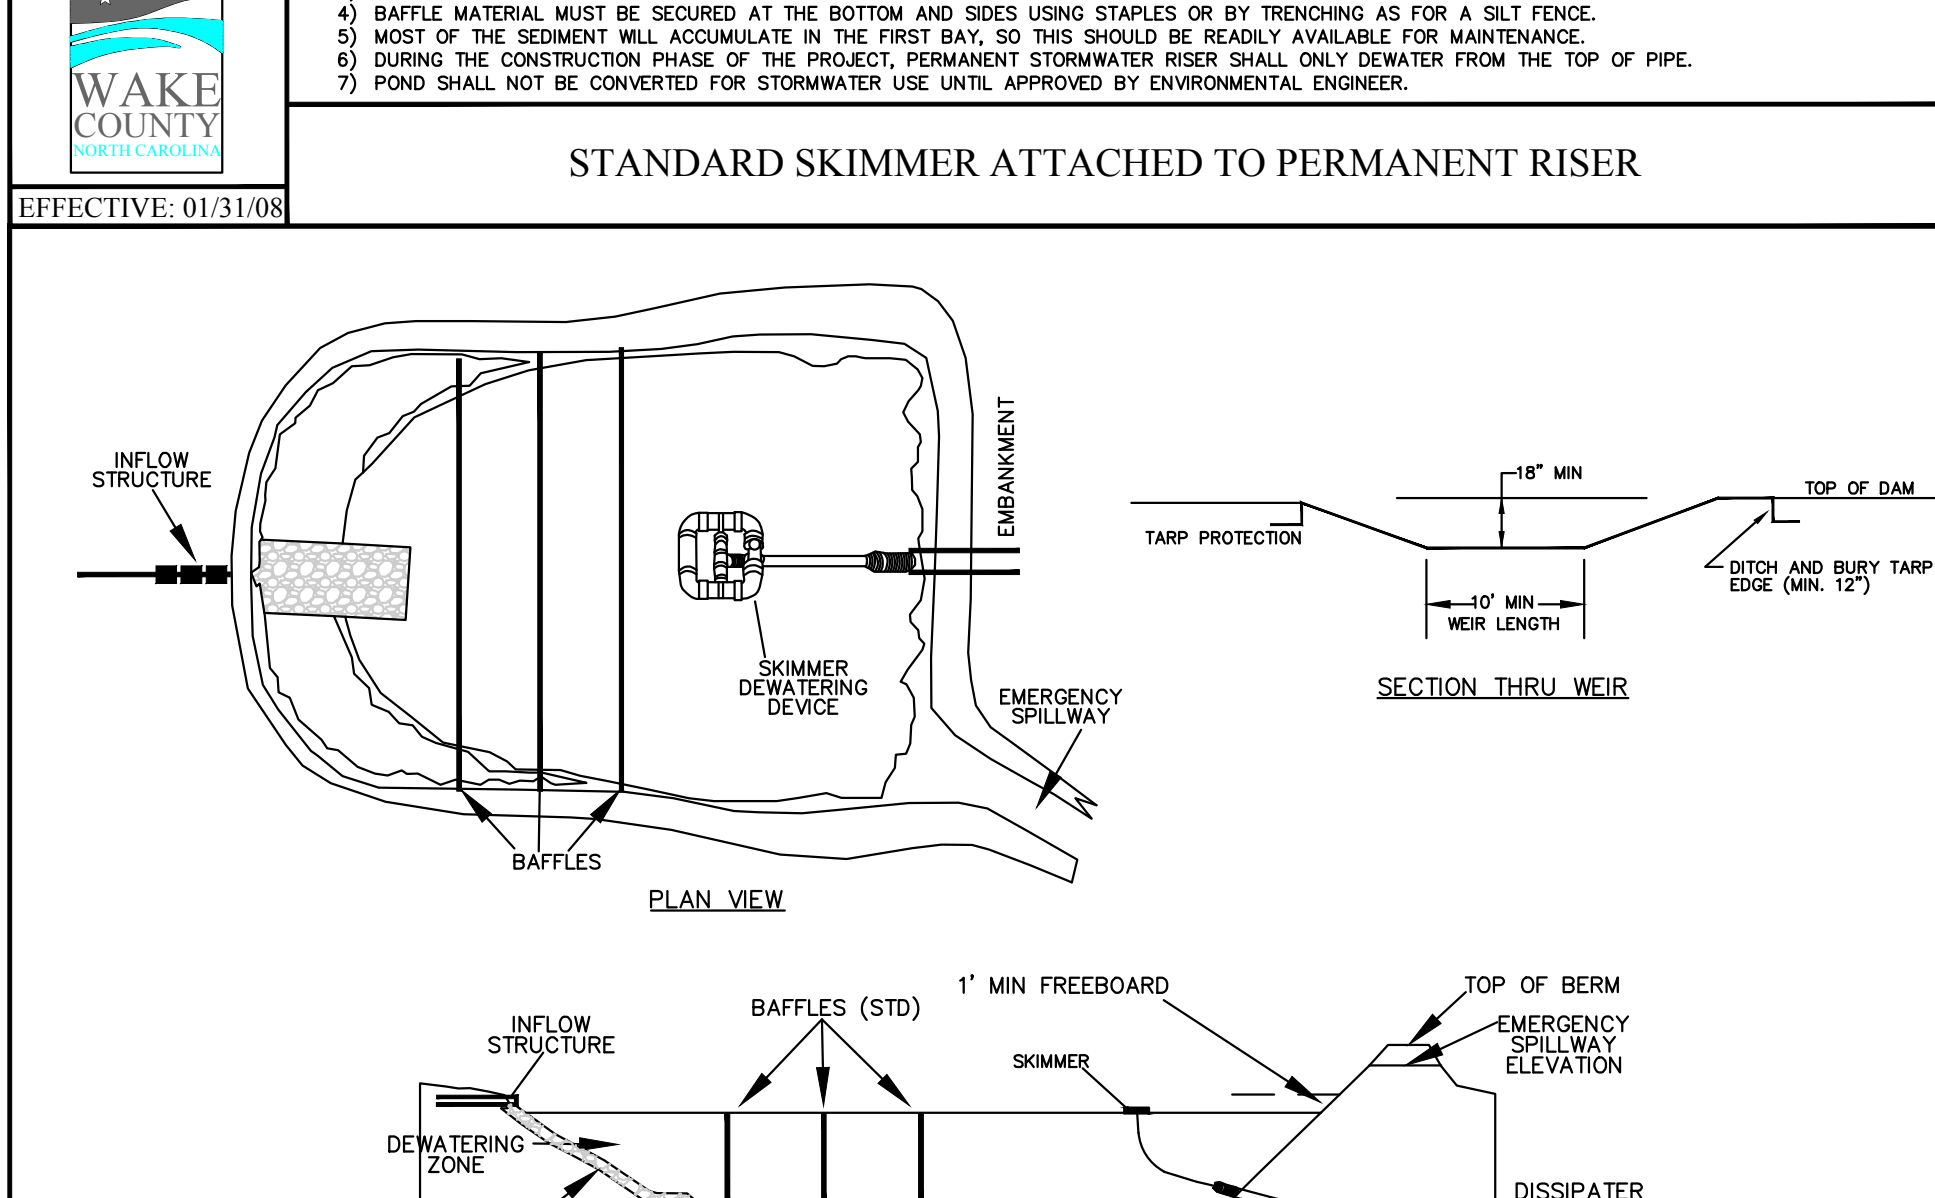 4) BAFFLE MATERIAL MUST BE SECURED AT THE BOTTOM AND SIDES USING STAPLES OR BY TRENCHING AS FOR A SILT FENCE.
5) MOST OF THE SEDIMENT WILL ACCUMULATE IN THE FIRST BAY, SO THIS SHOULD BE READILY AVAILABLE FOR MAINTENANCE.
6) DURING THE CONSTRUCTION PHASE OF THE PROJECT, PERMANENT STORMWATER RISER SHALL ONLY DEWATER FROM THE TOP OF PIPE.
7) POND SHALL NOT BE CONVERTED FOR STORMWATER USE UNTIL APPROVED BY ENVIRONMENTAL ENGINEER.
WAKE
COUNTY
NORTH CAROLINA
STANDARD SKIMMER ATTACHED TO PERMANENT RISER
EFFECTIVE: 01/31/08
INFLOW
STRUCTURE
EMBANKMENT
SKIMMER
DEWATERING
DEVICE
EMERGENCY
SPILLWAY
BAFFLES
PLAN VIEW
18" MIN
TOP OF DAM
TARP PROTECTION
DITCH AND BURY TARP
EDGE (MIN. 12")
10' MIN
WEIR LENGTH
SECTION THRU WEIR
1' MIN FREEBOARD
TOP OF BERM
BAFFLES (STD)
INFLOW
STRUCTURE
EMERGENCY
SPILLWAY
ELEVATION
SKIMMER
DEWATERING
ZONE
DISSIPATER